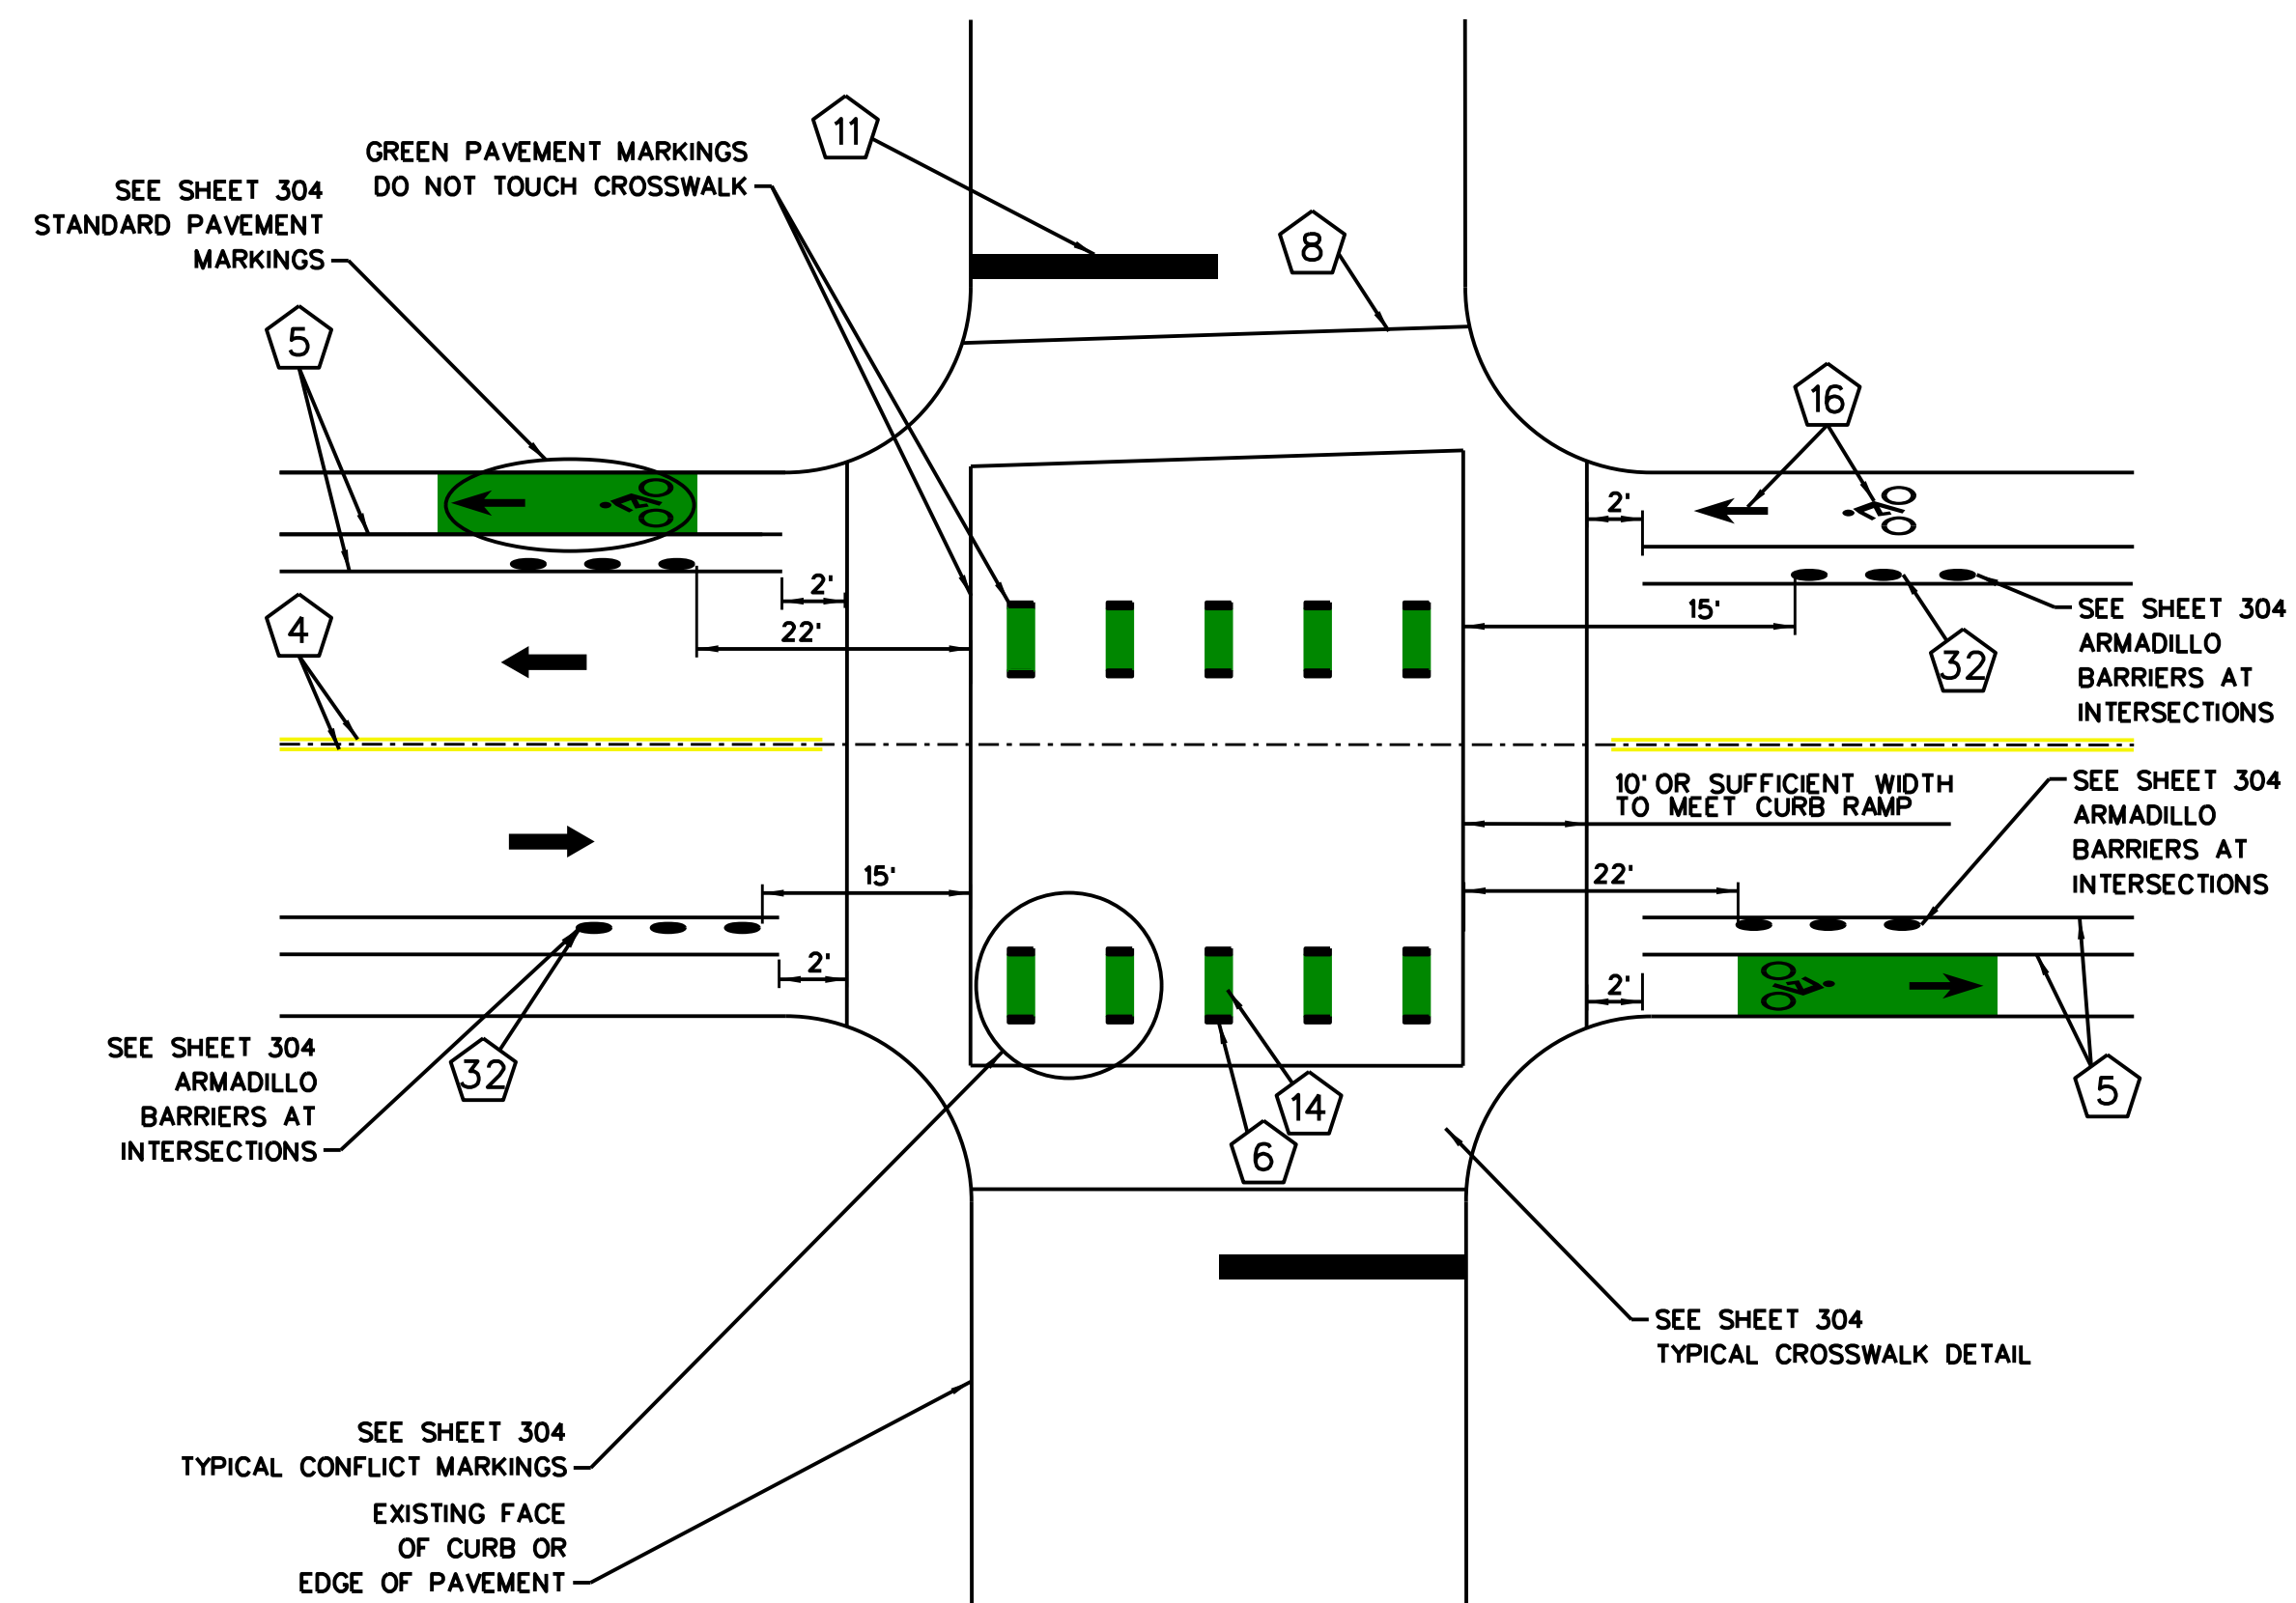 11
GREEN PAVEMENT MARKINGS
DO NOT TOUCH CROSSWALK
SEE SHEET 304
STANDARD PAVEMENT
MARKINGS
8
5
16
2'
2'
22'
15'
4
32
SEE SHEET 304
ARMADILLO
BARRIERS AT
INTERSECTIONS
10' OR SUFFICIENT WIDTH
TO MEET CURB RAMP
SEE SHEET 304
ARMADILLO
BARRIERS AT
INTERSECTIONS
15'
22'
2'
2'
SEE SHEET 304
ARMADILLO
BARRIERS AT
INTERSECTIONS
32
14
6
5
SEE SHEET 304
TYPICAL CROSSWALK DETAIL
SEE SHEET 304
TYPICAL CONFLICT MARKINGS
EXISTING FACE
OF CURB OR
EDGE OF PAVEMENT